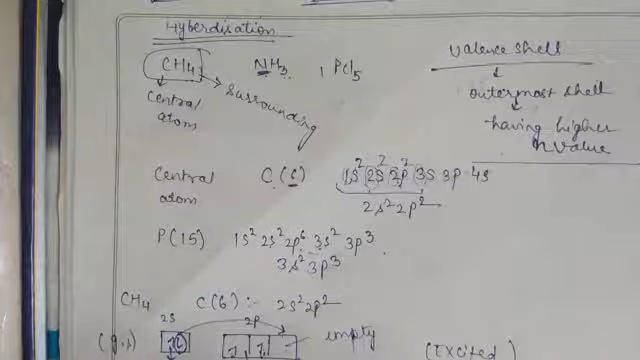 Hyberdisation
CH4 NH3, PCl5
Central atom
Surrounding
Valence shell
outermost shell
having higher
n value
Central atom C(6) 1s² 2s² 2p² 3s 3p 4s
2s² 2p²
P(15) 1s² 2s² 2p⁶ 3s² 3p³
3s² 3p³
CH4 C(6) :- 2s² 2p²
2s 2p
empty
(Excited